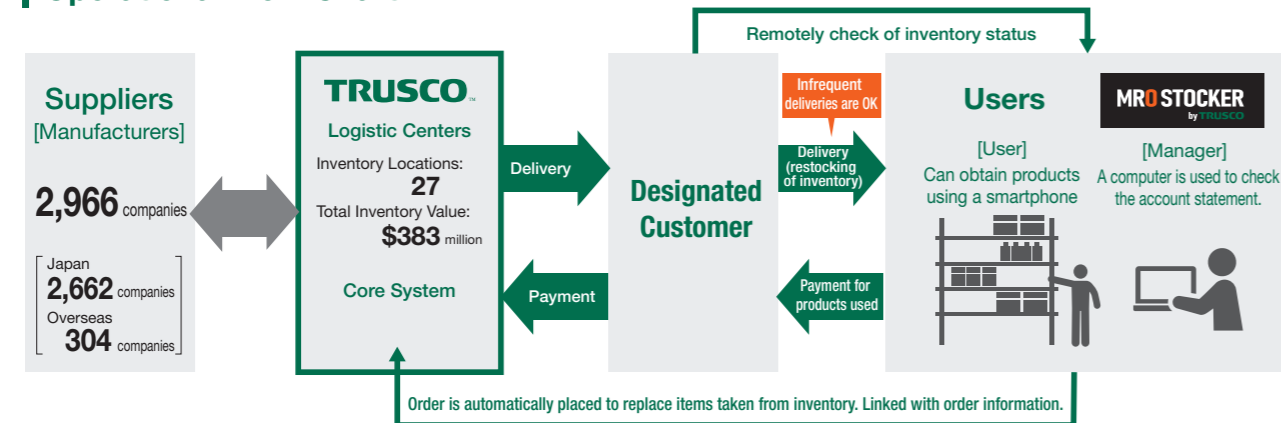 Remotely check of inventory status
Suppliers
[Manufacturers]
2,966 companies
Japan
2,662 companies
Overseas
304 companies
TRUSCO™
Logistic Centers
Inventory Locations:
27
Total Inventory Value:
$383 million
Core System
Delivery
Payment
Designated
Customer
Infrequent
deliveries are OK
Delivery
(restocking
of inventory)
Payment for
products used
Users
[User]
Can obtain products
using a smartphone
MRO STOCKER
by TRUSCO
[Manager]
A computer is used to check
the account statement.
Order is automatically placed to replace items taken from inventory. Linked with order information.